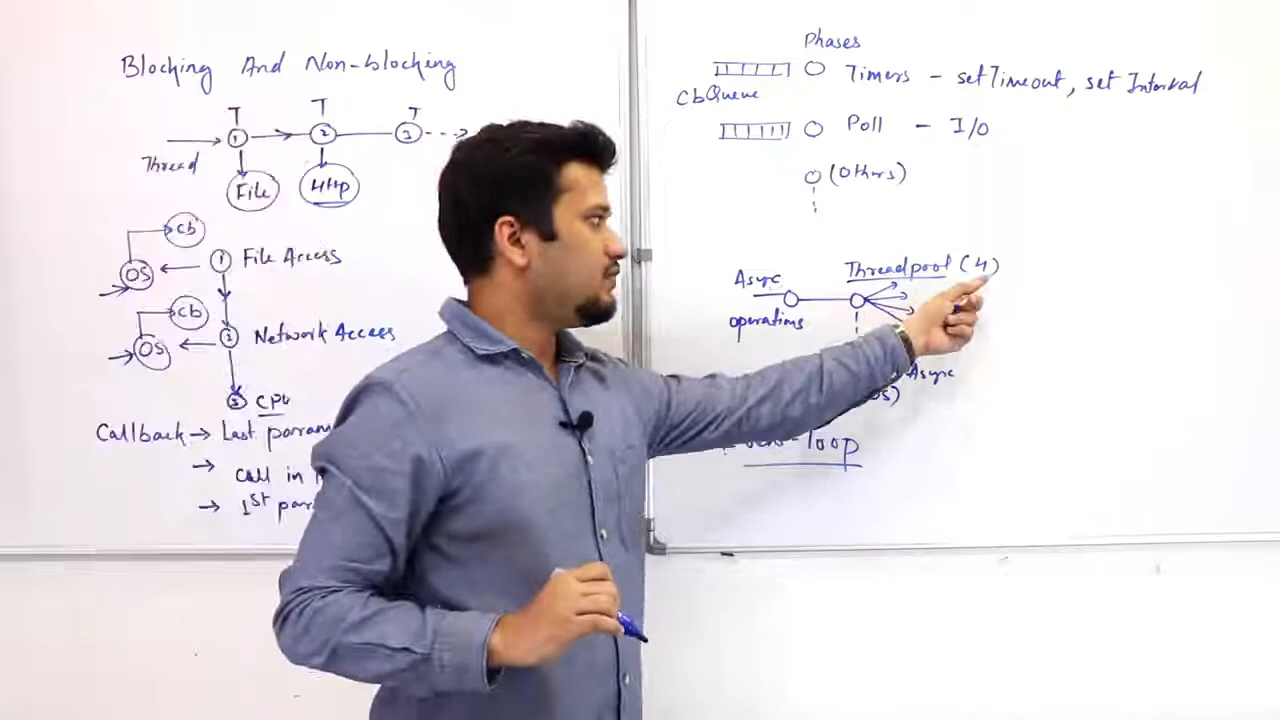 Blocking And Non-blocking
T T T
1 2 3
Thread
File Http
cb
OS 1 File Access
cb
OS 2 Network Access
3 CPU
Callback → Last param
→ Call in
→ 1st par
Phases
Timers - setTimeout, set Interval
CbQueue
Poll - I/O
(Others)
Async Threadpool (4)
operations
Async
loop